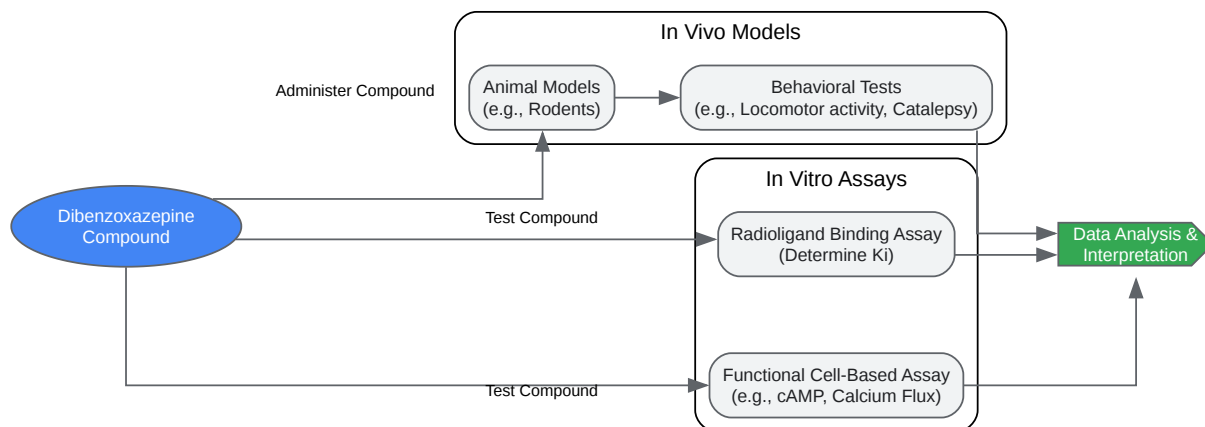 In Vivo Models
Administer Compound
Animal Models
(e.g., Rodents)
Behavioral Tests
(e.g., Locomotor activity, Catalepsy)
In Vitro Assays
Dibenzoxazepine
Compound
Test Compound
Radioligand Binding Assay
(Determine Ki)
Data Analysis &
Interpretation
Test Compound
Functional Cell-Based Assay
(e.g., cAMP, Calcium Flux)